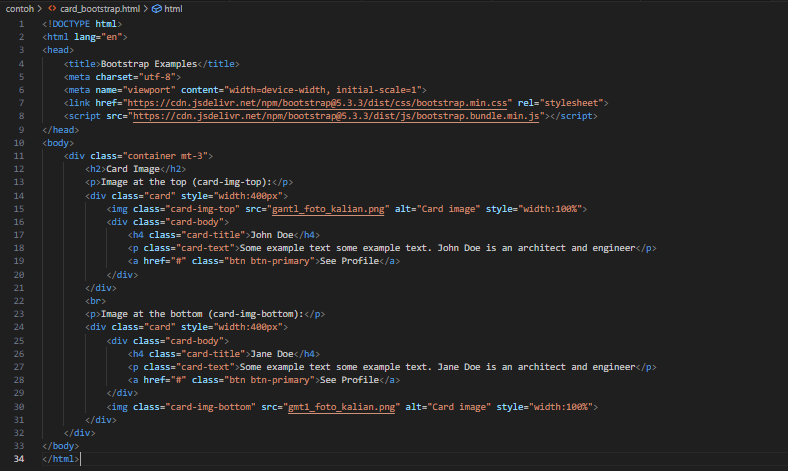 contoh > <> card_bootstrap.html > html
1 <!DOCTYPE html>
2 <html lang="en">
3 <head>
4 <title>Bootstrap Examples</title>
5 <meta charset="utf-8">
6 <meta name="viewport" content="width=device-width, initial-scale=1">
7 <link href="https://cdn.jsdelivr.net/npm/bootstrap@5.3.3/dist/css/bootstrap.min.css" rel="stylesheet">
8 <script src="https://cdn.jsdelivr.net/npm/bootstrap@5.3.3/dist/js/bootstrap.bundle.min.js"></script>
9 </head>
10 <body>
11 <div class="container mt-3">
12 <h2>Card Image</h2>
13 <p>Image at the top (card-img-top):</p>
14 <div class="card" style="width:400px">
15 <img class="card-img-top" src="gantl_foto_kalian.png" alt="Card image" style="width:100%">
16 <div class="card-body">
17 <h4 class="card-title">John Doe</h4>
18 <p class="card-text">Some example text some example text. John Doe is an architect and engineer</p>
19 <a href="#" class="btn btn-primary">See Profile</a>
20 </div>
21 </div>
22 <br>
23 <p>Image at the bottom (card-img-bottom):</p>
24 <div class="card" style="width:400px">
25 <div class="card-body">
26 <h4 class="card-title">Jane Doe</h4>
27 <p class="card-text">Some example text some example text. Jane Doe is an architect and engineer</p>
28 <a href="#" class="btn btn-primary">See Profile</a>
29 </div>
30 <img class="card-img-bottom" src="gmt1_foto_kalian.png" alt="Card image" style="width:100%">
31 </div>
32 </div>
33 </body>
34 </html>